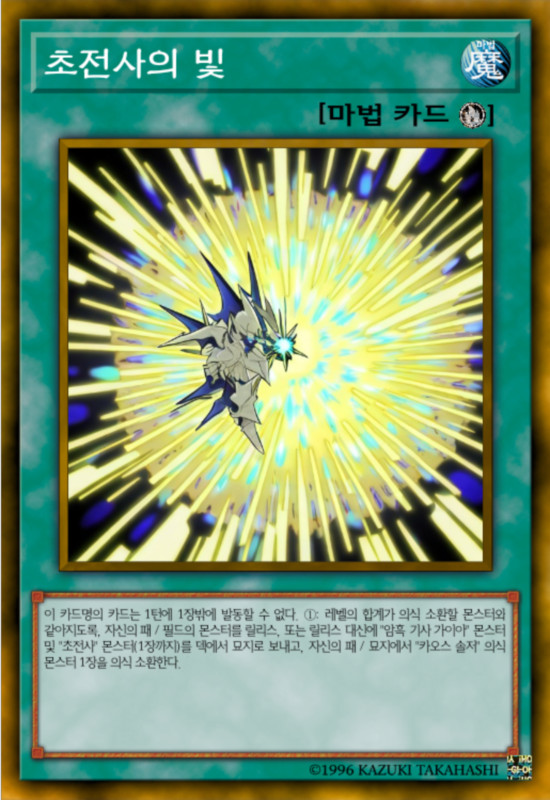 초전사의 빛
마법
魔
[마법 카드]
이 카드명의 카드는 1턴에 1장밖에 발동할 수 없다. ①: 레벨의 합계가 의식 소환할 몬스터와
같아지도록, 자신의 패 / 필드의 몬스터를 릴리스, 또는 릴리스 대신에 "암흑 기사 가이아" 몬스터
및 "초전사" 몬스터(1장까지)를 덱에서 묘지로 보내고, 자신의 패 / 묘지에서 "카오스 솔저" 의식
몬스터 1장을 의식 소환한다.
©1996 KAZUKI TAKAHASHI